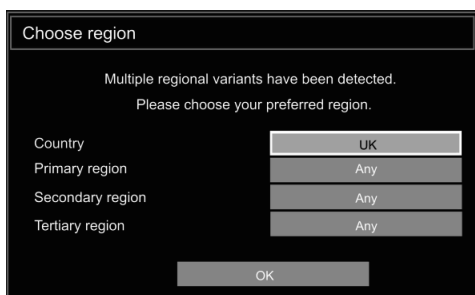 Choose region
Multiple regional variants have been detected.
Please choose your preferred region.
Country UK
Primary region Any
Secondary region Any
Tertiary region Any
OK